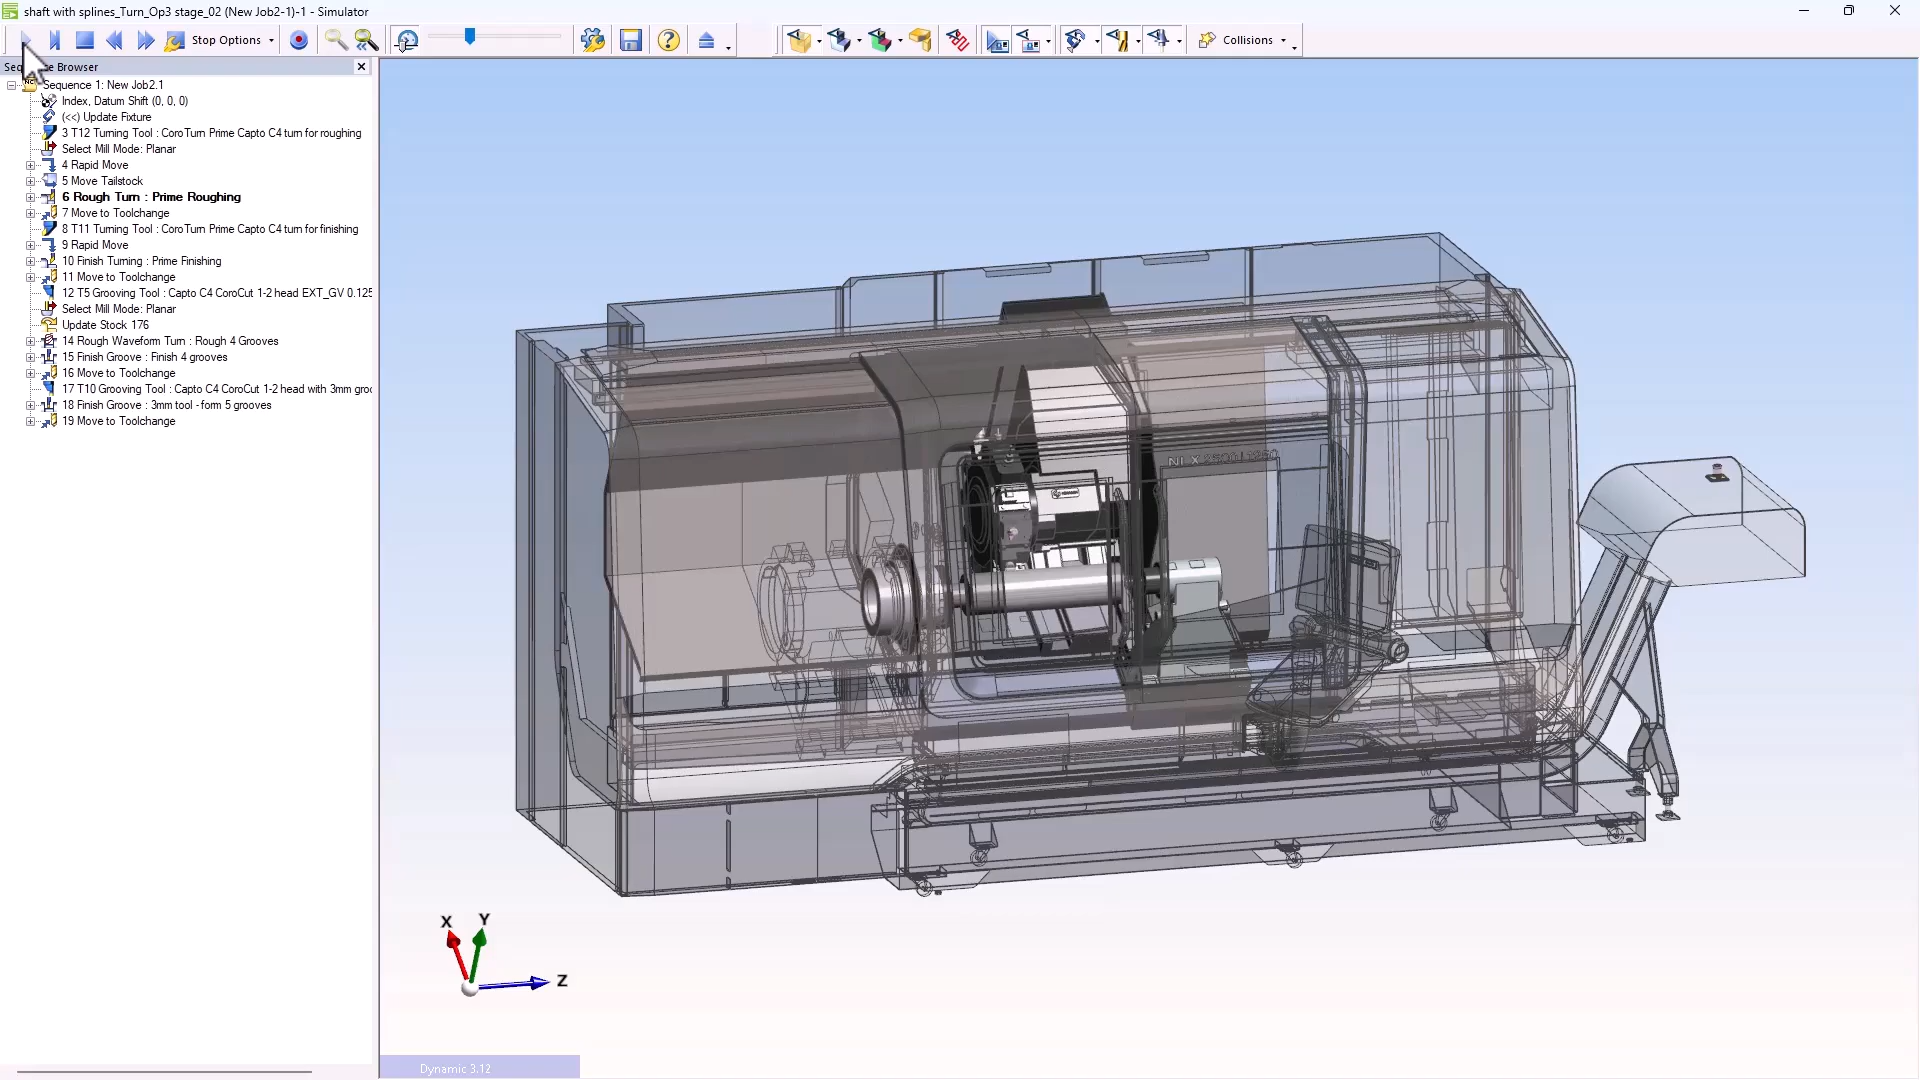 shaft with splines_Turn_Op3 stage_02 (New Job2-1)-1 - Simulator
Stop Options
Collisions
Browser
Sequence 1: New Job2.1
Index, Datum Shift (0, 0, 0)
(<<) Update Fixture
3 T12 Turning Tool : CoroTurn Prime Capto C4 turn for roughing
Select Mill Mode: Planar
4 Rapid Move
5 Move Tailstock
6 Rough Turn : Prime Roughing
7 Move to Toolchange
8 T11 Turning Tool : CoroTurn Prime Capto C4 turn for finishing
9 Rapid Move
10 Finish Turning : Prime Finishing
11 Move to Toolchange
12 T5 Grooving Tool : Capto C4 CoroCut 1-2 head EXT_GV 0.125
Select Mill Mode: Planar
Update Stock 176
14 Rough Waveform Turn : Rough 4 Grooves
15 Finish Groove : Finish 4 grooves
16 Move to Toolchange
17 T10 Grooving Tool : Capto C4 CoroCut 1-2 head with 3mm groo
18 Finish Groove : 3mm tool - form 5 grooves
19 Move to Toolchange
X Y
Z
Dynamic 3.12